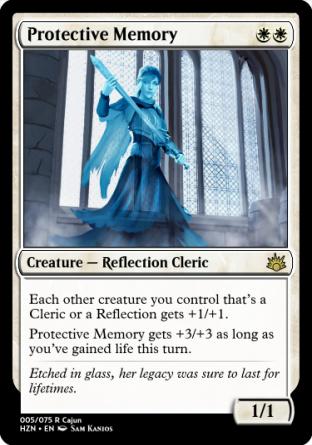 Protective Memory
Creature — Reflection Cleric
Each other creature you control that's a
Cleric or a Reflection gets +1/+1.
Protective Memory gets +3/+3 as long as
you've gained life this turn.
Etched in glass, her legacy was sure to last for
lifetimes.
1/1
005/075 R Cajun
HZN • EN Sam Kanios